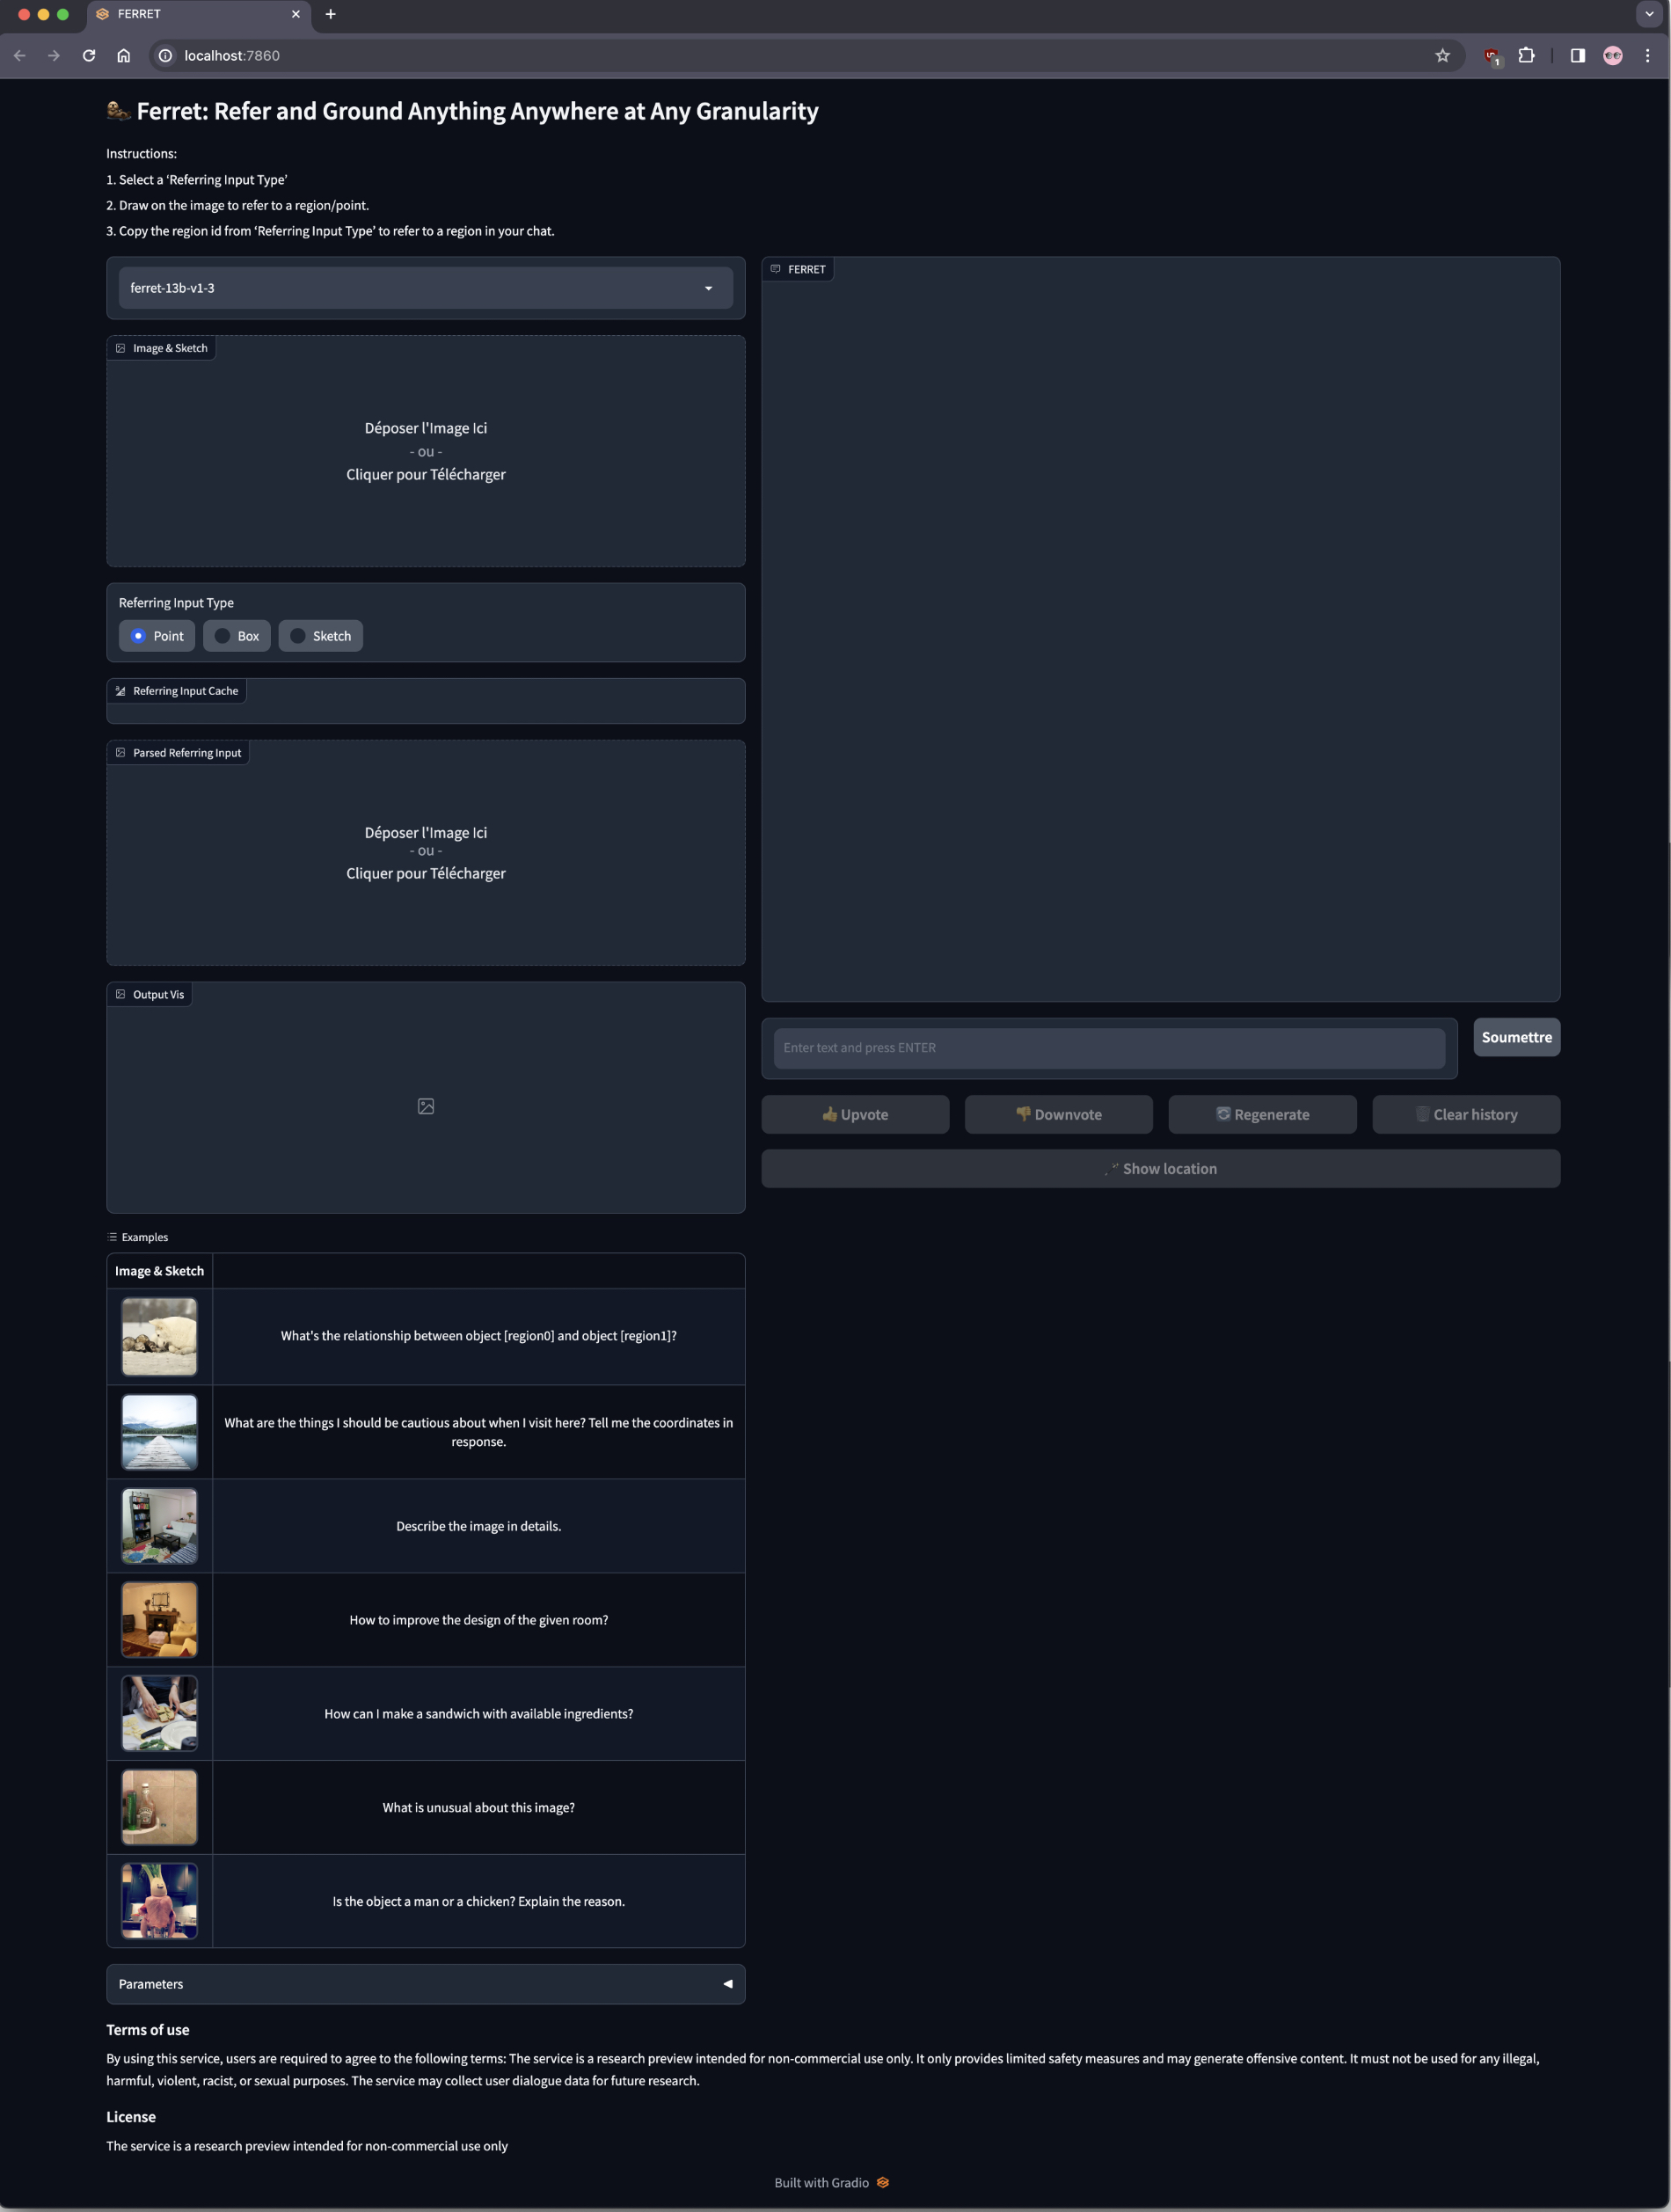 FERRET
localhost:7860
1
Ferret: Refer and Ground Anything Anywhere at Any Granularity
Instructions:
1. Select a ‘Referring Input Type’
2. Draw on the image to refer to a region/point.
3. Copy the region id from ‘Referring Input Type’ to refer to a region in your chat.
ferret-13b-v1-3
Image & Sketch
Déposer l'Image Ici
- ou -
Cliquer pour Télécharger
Referring Input Type
Point
Box
Sketch
Referring Input Cache
Parsed Referring Input
Déposer l'Image Ici
- ou -
Cliquer pour Télécharger
Output Vis
FERRET
Enter text and press ENTER
Soumettre
👍 Upvote
👎 Downvote
🔄 Regenerate
🗑️ Clear history
Show location
Examples
Image & Sketch
What's the relationship between object [region0] and object [region1]?
What are the things I should be cautious about when I visit here? Tell me the coordinates in
response.
Describe the image in details.
How to improve the design of the given room?
How can I make a sandwich with available ingredients?
What is unusual about this image?
Is the object a man or a chicken? Explain the reason.
Parameters
Terms of use
By using this service, users are required to agree to the following terms: The service is a research preview intended for non-commercial use only. It only provides limited safety measures and may generate offensive content. It must not be used for any illegal,
harmful, violent, racist, or sexual purposes. The service may collect user dialogue data for future research.
License
The service is a research preview intended for non-commercial use only
Built with Gradio